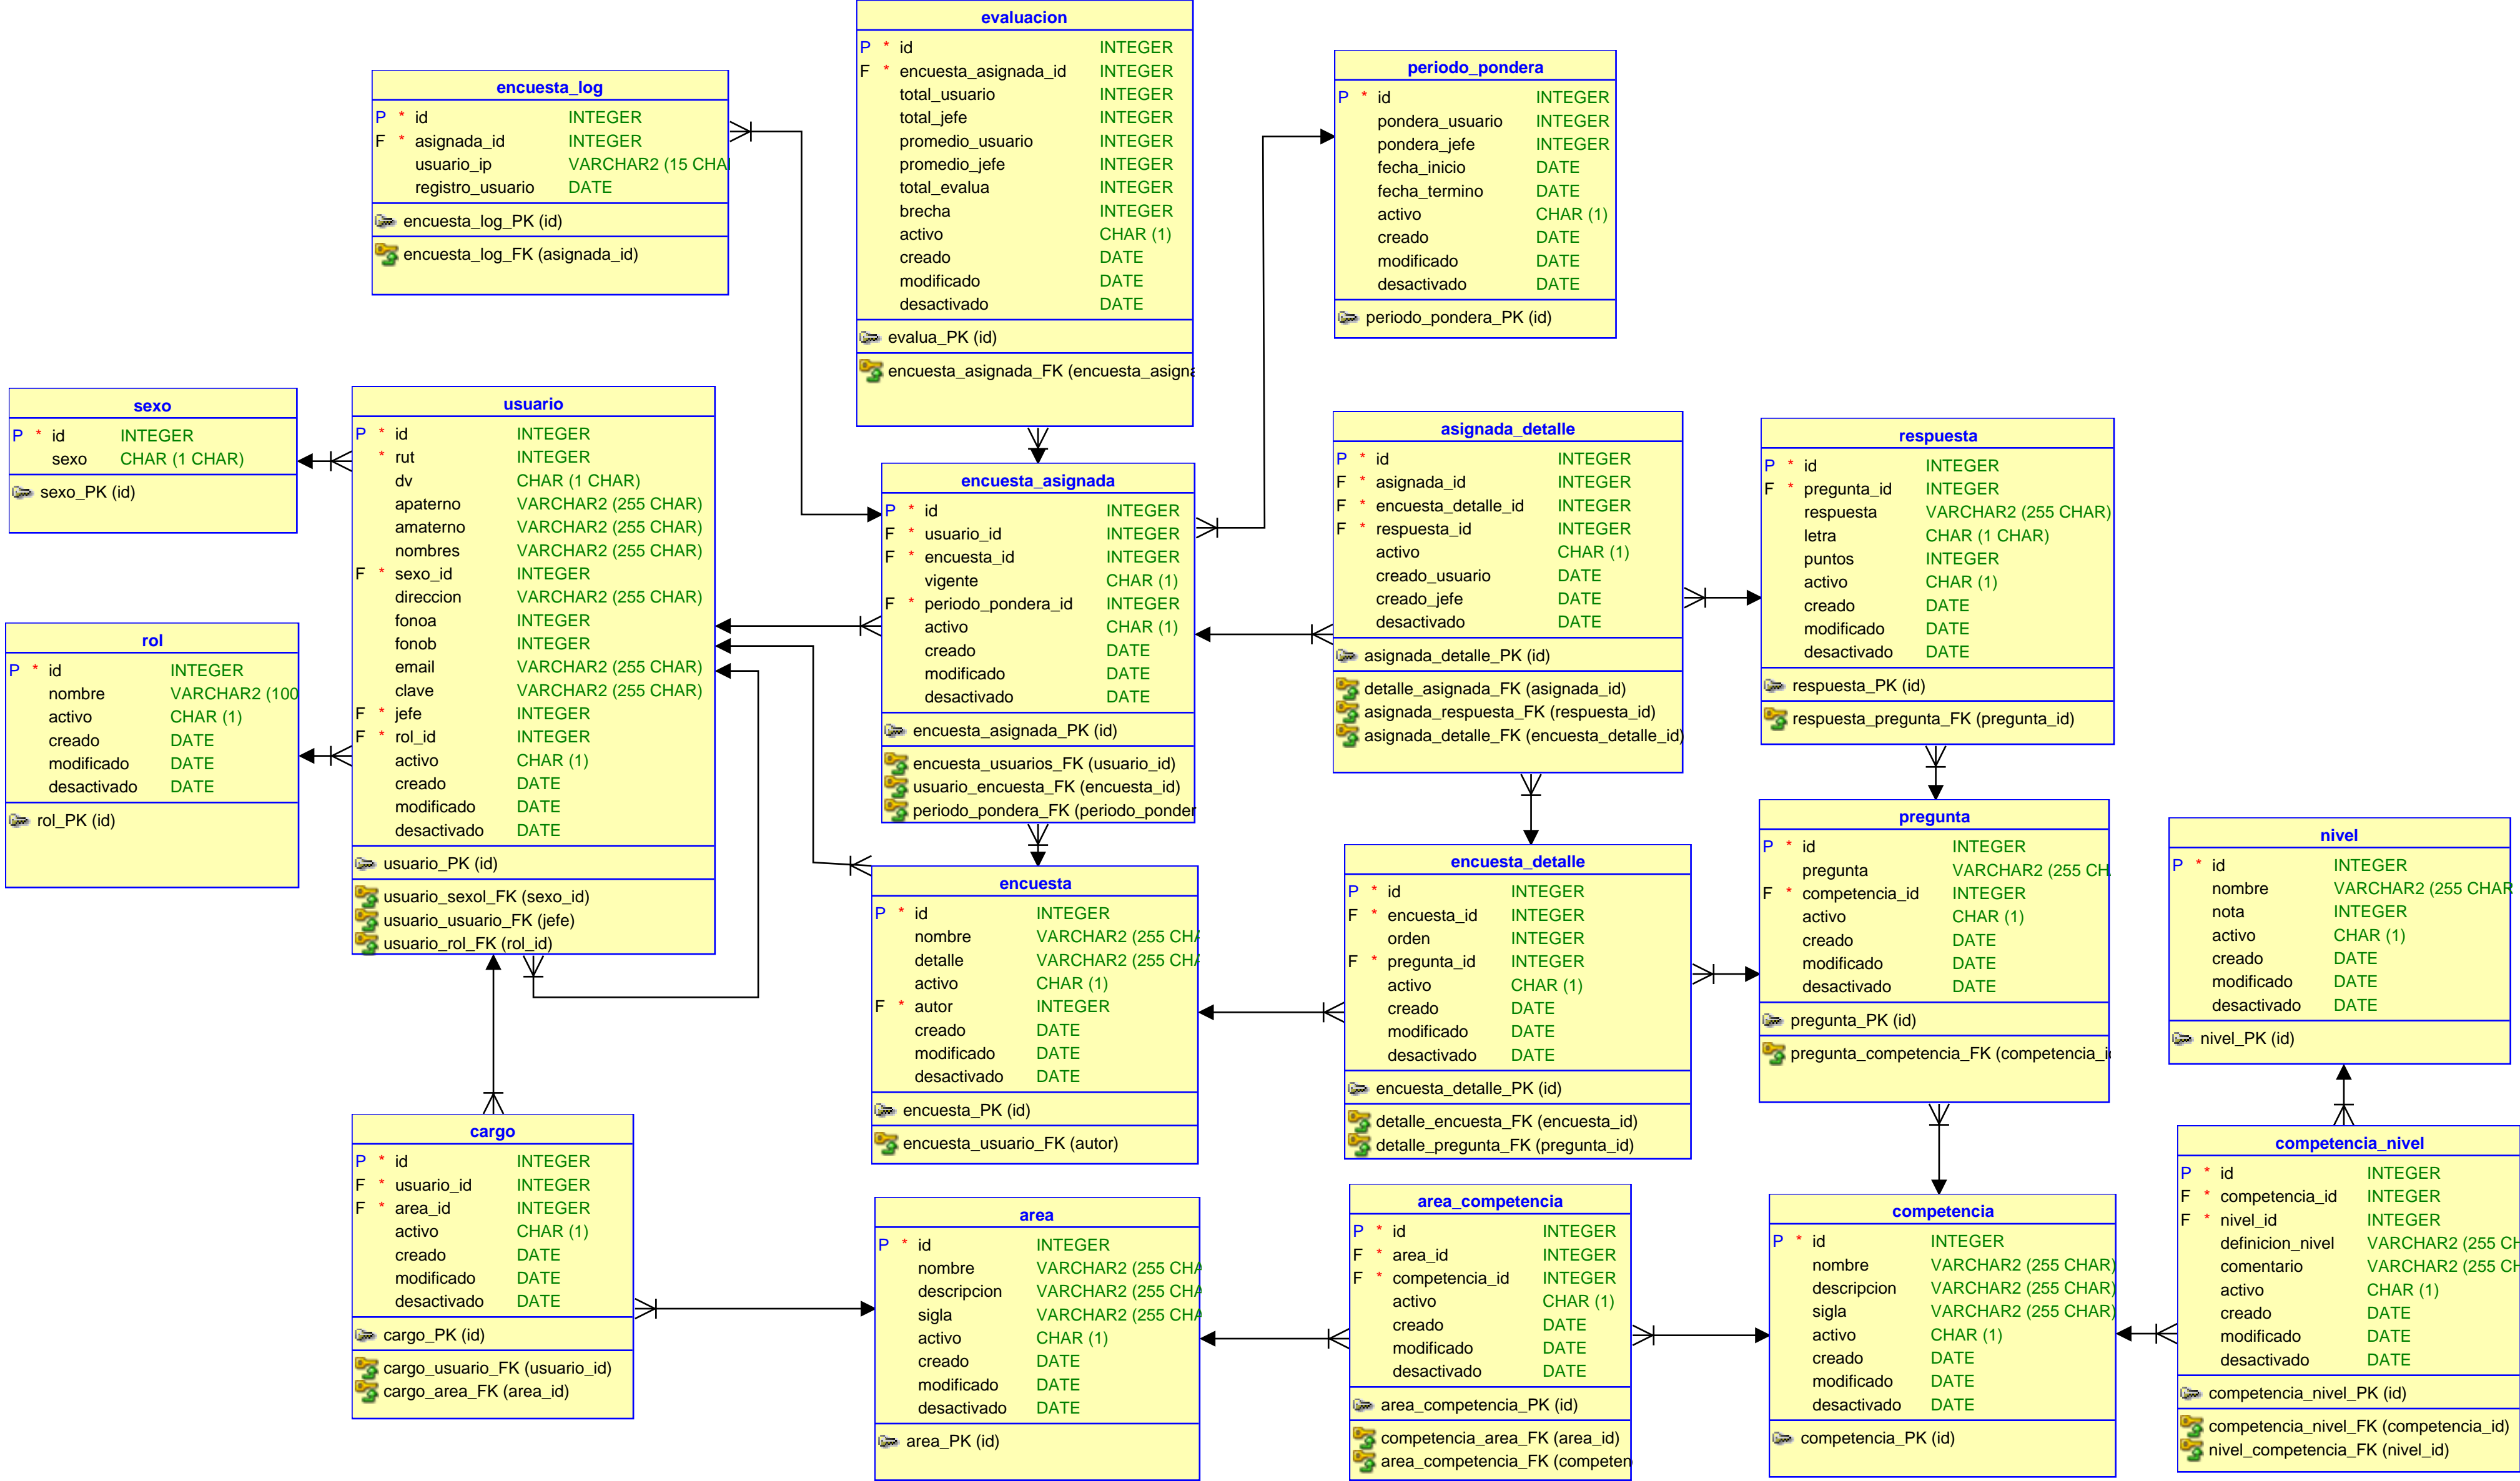 evaluacion
P * id INTEGER
F * encuesta_asignada_id INTEGER
total_usuario INTEGER
total_jefe INTEGER
promedio_usuario INTEGER
promedio_jefe INTEGER
total_evalua INTEGER
brecha INTEGER
activo CHAR (1)
creado DATE
modificado DATE
desactivado DATE
evalua_PK (id)
encuesta_asignada_FK (encuesta_asigna
periodo_pondera
P * id INTEGER
pondera_usuario INTEGER
pondera_jefe INTEGER
fecha_inicio DATE
fecha_termino DATE
activo CHAR (1)
creado DATE
modificado DATE
desactivado DATE
periodo_pondera_PK (id)
encuesta_log
P * id INTEGER
F * asignada_id INTEGER
usuario_ip VARCHAR2 (15 CHA
registro_usuario DATE
encuesta_log_PK (id)
encuesta_log_FK (asignada_id)
sexo
P * id INTEGER
sexo CHAR (1 CHAR)
sexo_PK (id)
usuario
P * id INTEGER
* rut INTEGER
dv CHAR (1 CHAR)
apaterno VARCHAR2 (255 CHAR)
amaterno VARCHAR2 (255 CHAR)
nombres VARCHAR2 (255 CHAR)
F * sexo_id INTEGER
direccion VARCHAR2 (255 CHAR)
fonoa INTEGER
fonob INTEGER
email VARCHAR2 (255 CHAR)
clave VARCHAR2 (255 CHAR)
F * jefe INTEGER
F * rol_id INTEGER
activo CHAR (1)
creado DATE
modificado DATE
desactivado DATE
usuario_PK (id)
usuario_sexol_FK (sexo_id)
usuario_usuario_FK (jefe)
usuario_rol_FK (rol_id)
encuesta_asignada
P * id INTEGER
F * usuario_id INTEGER
F * encuesta_id INTEGER
vigente CHAR (1)
F * periodo_pondera_id INTEGER
activo CHAR (1)
creado DATE
modificado DATE
desactivado DATE
encuesta_asignada_PK (id)
encuesta_usuarios_FK (usuario_id)
usuario_encuesta_FK (encuesta_id)
periodo_pondera_FK (periodo_ponder
asignada_detalle
P * id INTEGER
F * asignada_id INTEGER
F * encuesta_detalle_id INTEGER
F * respuesta_id INTEGER
activo CHAR (1)
creado_usuario DATE
creado_jefe DATE
desactivado DATE
asignada_detalle_PK (id)
detalle_asignada_FK (asignada_id)
asignada_respuesta_FK (respuesta_id)
asignada_detalle_FK (encuesta_detalle_id)
respuesta
P * id INTEGER
F * pregunta_id INTEGER
respuesta VARCHAR2 (255 CHAR)
letra CHAR (1 CHAR)
puntos INTEGER
activo CHAR (1)
creado DATE
modificado DATE
desactivado DATE
respuesta_PK (id)
respuesta_pregunta_FK (pregunta_id)
rol
P * id INTEGER
nombre VARCHAR2 (100
activo CHAR (1)
creado DATE
modificado DATE
desactivado DATE
rol_PK (id)
encuesta
P * id INTEGER
nombre VARCHAR2 (255 CHA
detalle VARCHAR2 (255 CHA
activo CHAR (1)
F * autor INTEGER
creado DATE
modificado DATE
desactivado DATE
encuesta_PK (id)
encuesta_usuario_FK (autor)
encuesta_detalle
P * id INTEGER
F * encuesta_id INTEGER
orden INTEGER
F * pregunta_id INTEGER
activo CHAR (1)
creado DATE
modificado DATE
desactivado DATE
encuesta_detalle_PK (id)
detalle_encuesta_FK (encuesta_id)
detalle_pregunta_FK (pregunta_id)
pregunta
P * id INTEGER
pregunta VARCHAR2 (255 CH
F * competencia_id INTEGER
activo CHAR (1)
creado DATE
modificado DATE
desactivado DATE
pregunta_PK (id)
pregunta_competencia_FK (competencia_i
nivel
P * id INTEGER
nombre VARCHAR2 (255 CHAR
nota INTEGER
activo CHAR (1)
creado DATE
modificado DATE
desactivado DATE
nivel_PK (id)
cargo
P * id INTEGER
F * usuario_id INTEGER
F * area_id INTEGER
activo CHAR (1)
creado DATE
modificado DATE
desactivado DATE
cargo_PK (id)
cargo_usuario_FK (usuario_id)
cargo_area_FK (area_id)
area
P * id INTEGER
nombre VARCHAR2 (255 CHA
descripcion VARCHAR2 (255 CHA
sigla VARCHAR2 (255 CHA
activo CHAR (1)
creado DATE
modificado DATE
desactivado DATE
area_PK (id)
area_competencia
P * id INTEGER
F * area_id INTEGER
F * competencia_id INTEGER
activo CHAR (1)
creado DATE
modificado DATE
desactivado DATE
area_competencia_PK (id)
competencia_area_FK (area_id)
area_competencia_FK (competen
competencia
P * id INTEGER
nombre VARCHAR2 (255 CHAR)
descripcion VARCHAR2 (255 CHAR)
sigla VARCHAR2 (255 CHAR)
activo CHAR (1)
creado DATE
modificado DATE
desactivado DATE
competencia_PK (id)
competencia_nivel
P * id INTEGER
F * competencia_id INTEGER
F * nivel_id INTEGER
definicion_nivel VARCHAR2 (255 CH
comentario VARCHAR2 (255 CH
activo CHAR (1)
creado DATE
modificado DATE
desactivado DATE
competencia_nivel_PK (id)
competencia_nivel_FK (competencia_id)
nivel_competencia_FK (nivel_id)